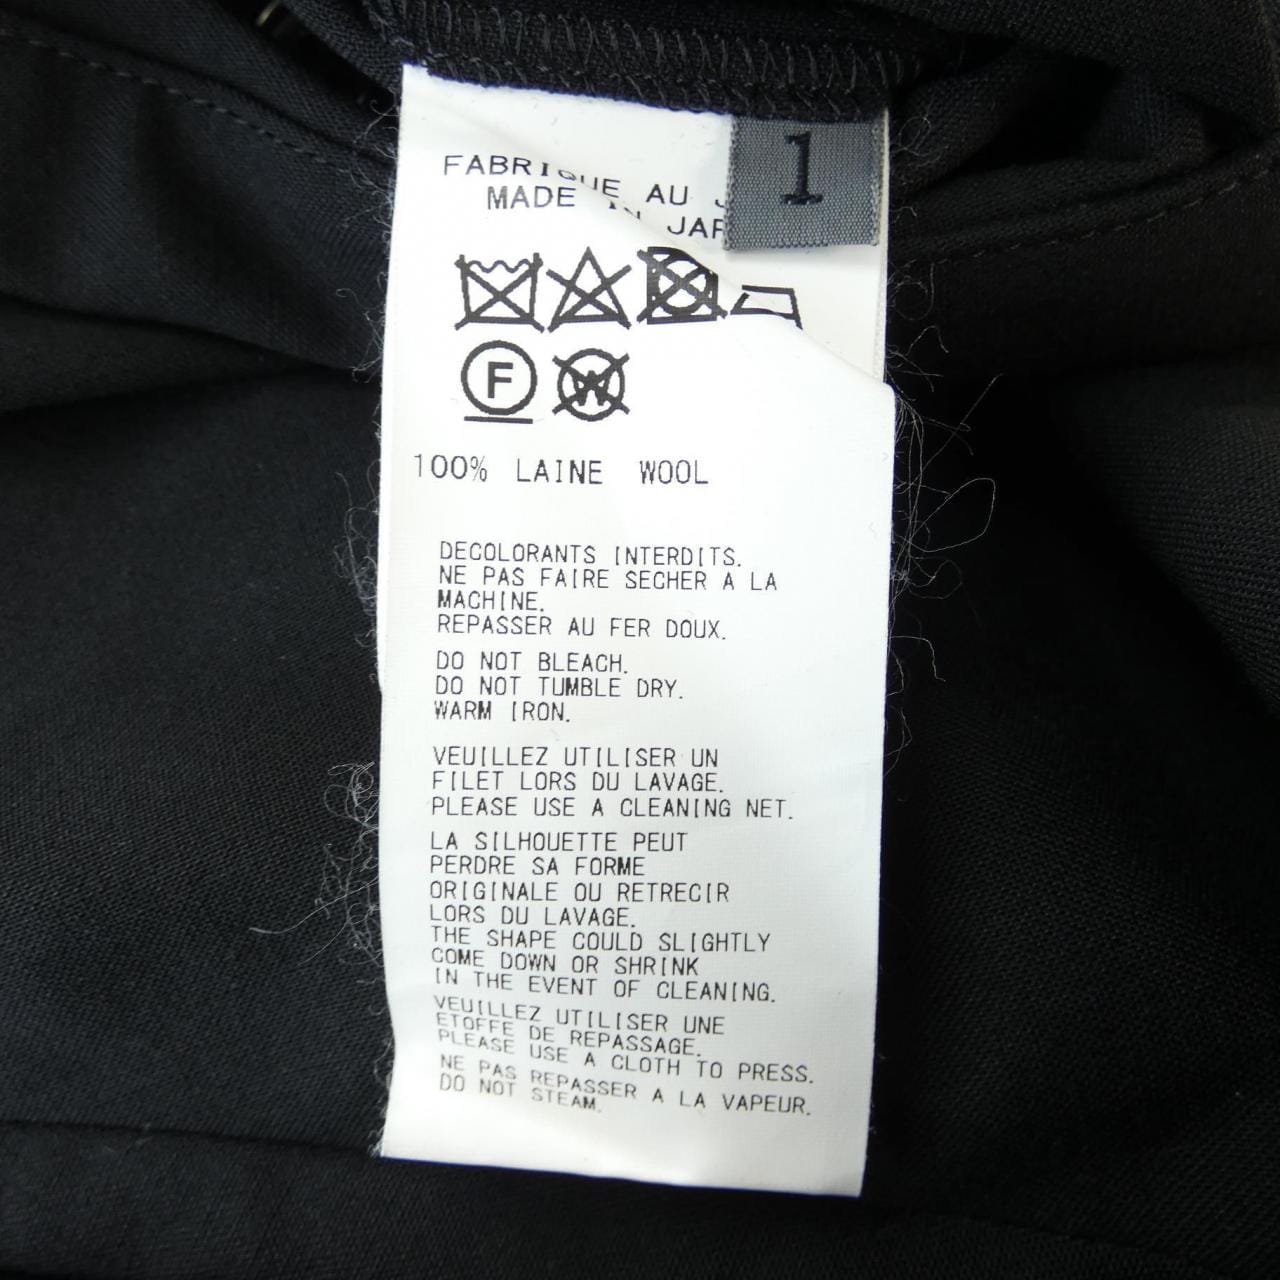 1
FABRIQUE AU
MADE IN
F
W
100% LAINE WOOL
DECOLORANTS INTERDITS.
NE PAS FAIRE SECHER A LA
MACHINE.
REPASSER AU FER DOUX.
DO NOT BLEACH.
DO NOT TUMBLE DRY.
WARM IRON.
VEUILLEZ UTILISER UN
FILET LORS DU LAVAGE.
PLEASE USE A CLEANING NET.
LA SILHOUETTE PEUT
PERDRE SA FORME
ORIGINALE OU RETRECIR
LORS DU LAVAGE.
THE SHAPE COULD SLIGHTLY
COME DOWN OR SHRINK
IN THE EVENT OF CLEANING.
VEUILLEZ UTILISER UNE
ETOFFE DE REPASSAGE.
PLEASE USE A CLOTH TO PRESS.
NE PAS REPASSER A LA VAPEUR.
DO NOT STEAM.